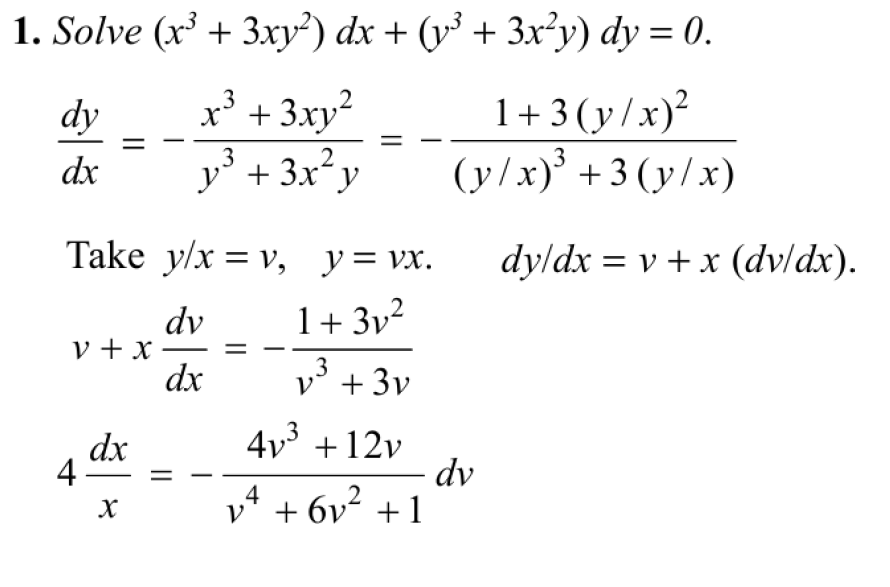 1. Solve (x³ + 3xy²) dx + (y³ + 3x²y) dy = 0.
dy/dx = − (x³ + 3xy²)/(y³ + 3x²y) = − (1 + 3 (y / x)²)/((y / x)³ + 3 (y / x))
Take y/x = v, y = vx. dy/dx = v + x (dv/dx).
v + x dv/dx = − (1 + 3v²)/(v³ + 3v)
4 dx/x = − (4v³ + 12v)/(v⁴ + 6v² + 1) dv